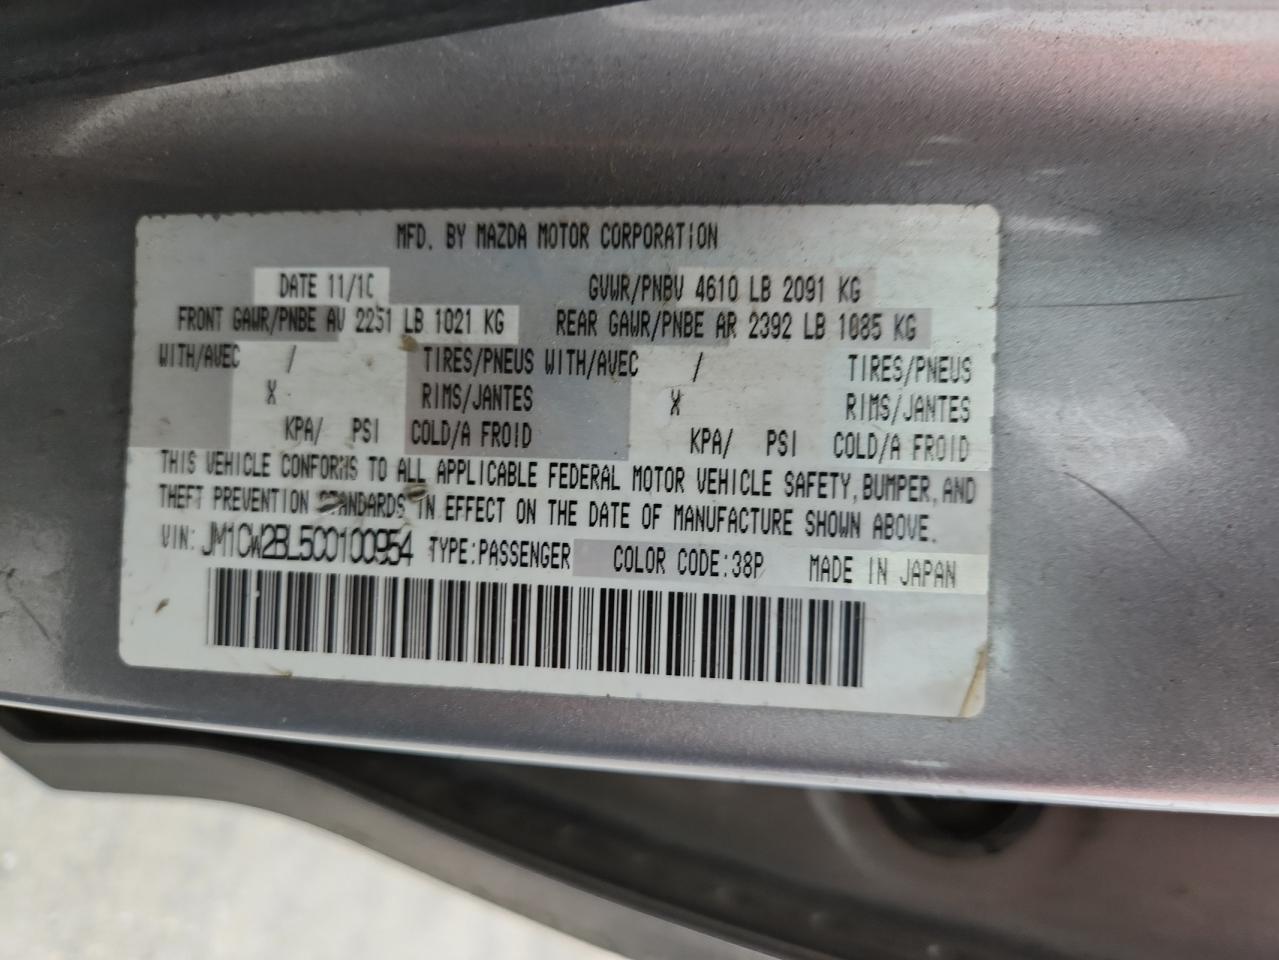 MFD. BY MAZDA MOTOR CORPORATION
DATE 11/10 GVWR/PNBV 4610 LB 2091 KG
FRONT GAWR/PNBE AV 2251 LB 1021 KG REAR GAWR/PNBE AR 2392 LB 1085 KG
WITH/AVEC / TIRES/PNEUS WITH/AVEC / TIRES/PNEUS
X RIMS/JANTES X RIMS/JANTES
KPA/ PSI COLD/A FROID KPA/ PSI COLD/A FROID
THIS VEHICLE CONFORMS TO ALL APPLICABLE FEDERAL MOTOR VEHICLE SAFETY, BUMPER, AND
THEFT PREVENTION STANDARDS IN EFFECT ON THE DATE OF MANUFACTURE SHOWN ABOVE.
VIN: JM1CW2BL5C0100954 TYPE:PASSENGER COLOR CODE:38P MADE IN JAPAN